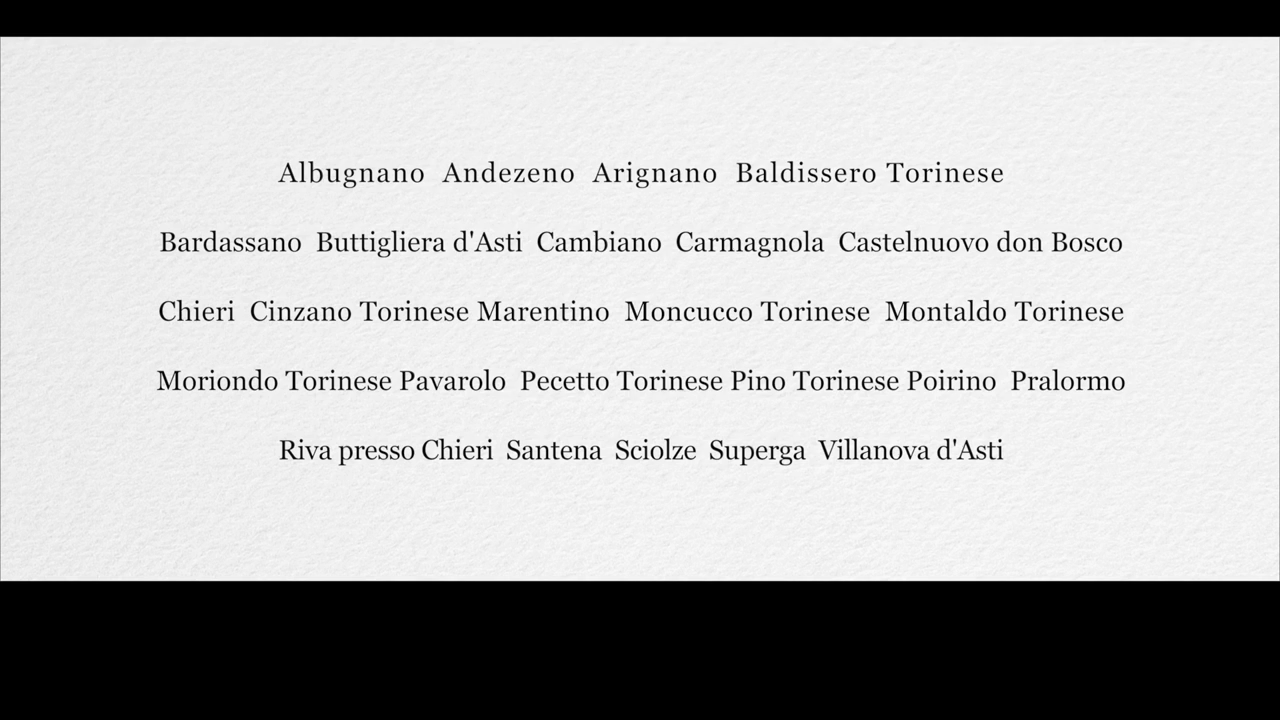 Albugnano Andezeno Arignano Baldissero Torinese
Bardassano Buttigliera d'Asti Cambiano Carmagnola Castelnuovo don Bosco
Chieri Cinzano Torinese Marentino Moncucco Torinese Montaldo Torinese
Moriondo Torinese Pavarolo Pecetto Torinese Pino Torinese Poirino Pralormo
Riva presso Chieri Santena Sciolze Superga Villanova d'Asti